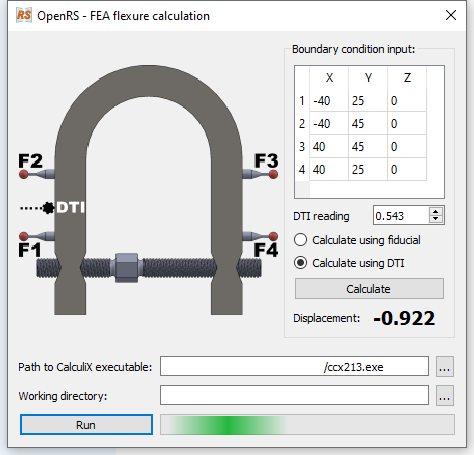 RS OpenRS - FEA flexure calculation
Boundary condition input:
X Y Z
1 -40 25 0
2 -40 45 0
3 40 45 0
4 40 25 0
F2 F3
DTI
F1 F4
DTI reading 0.543
Calculate using fiducial
Calculate using DTI
Calculate
Displacement: -0.922
Path to CalculiX executable: /ccx213.exe ...
Working directory: ...
Run